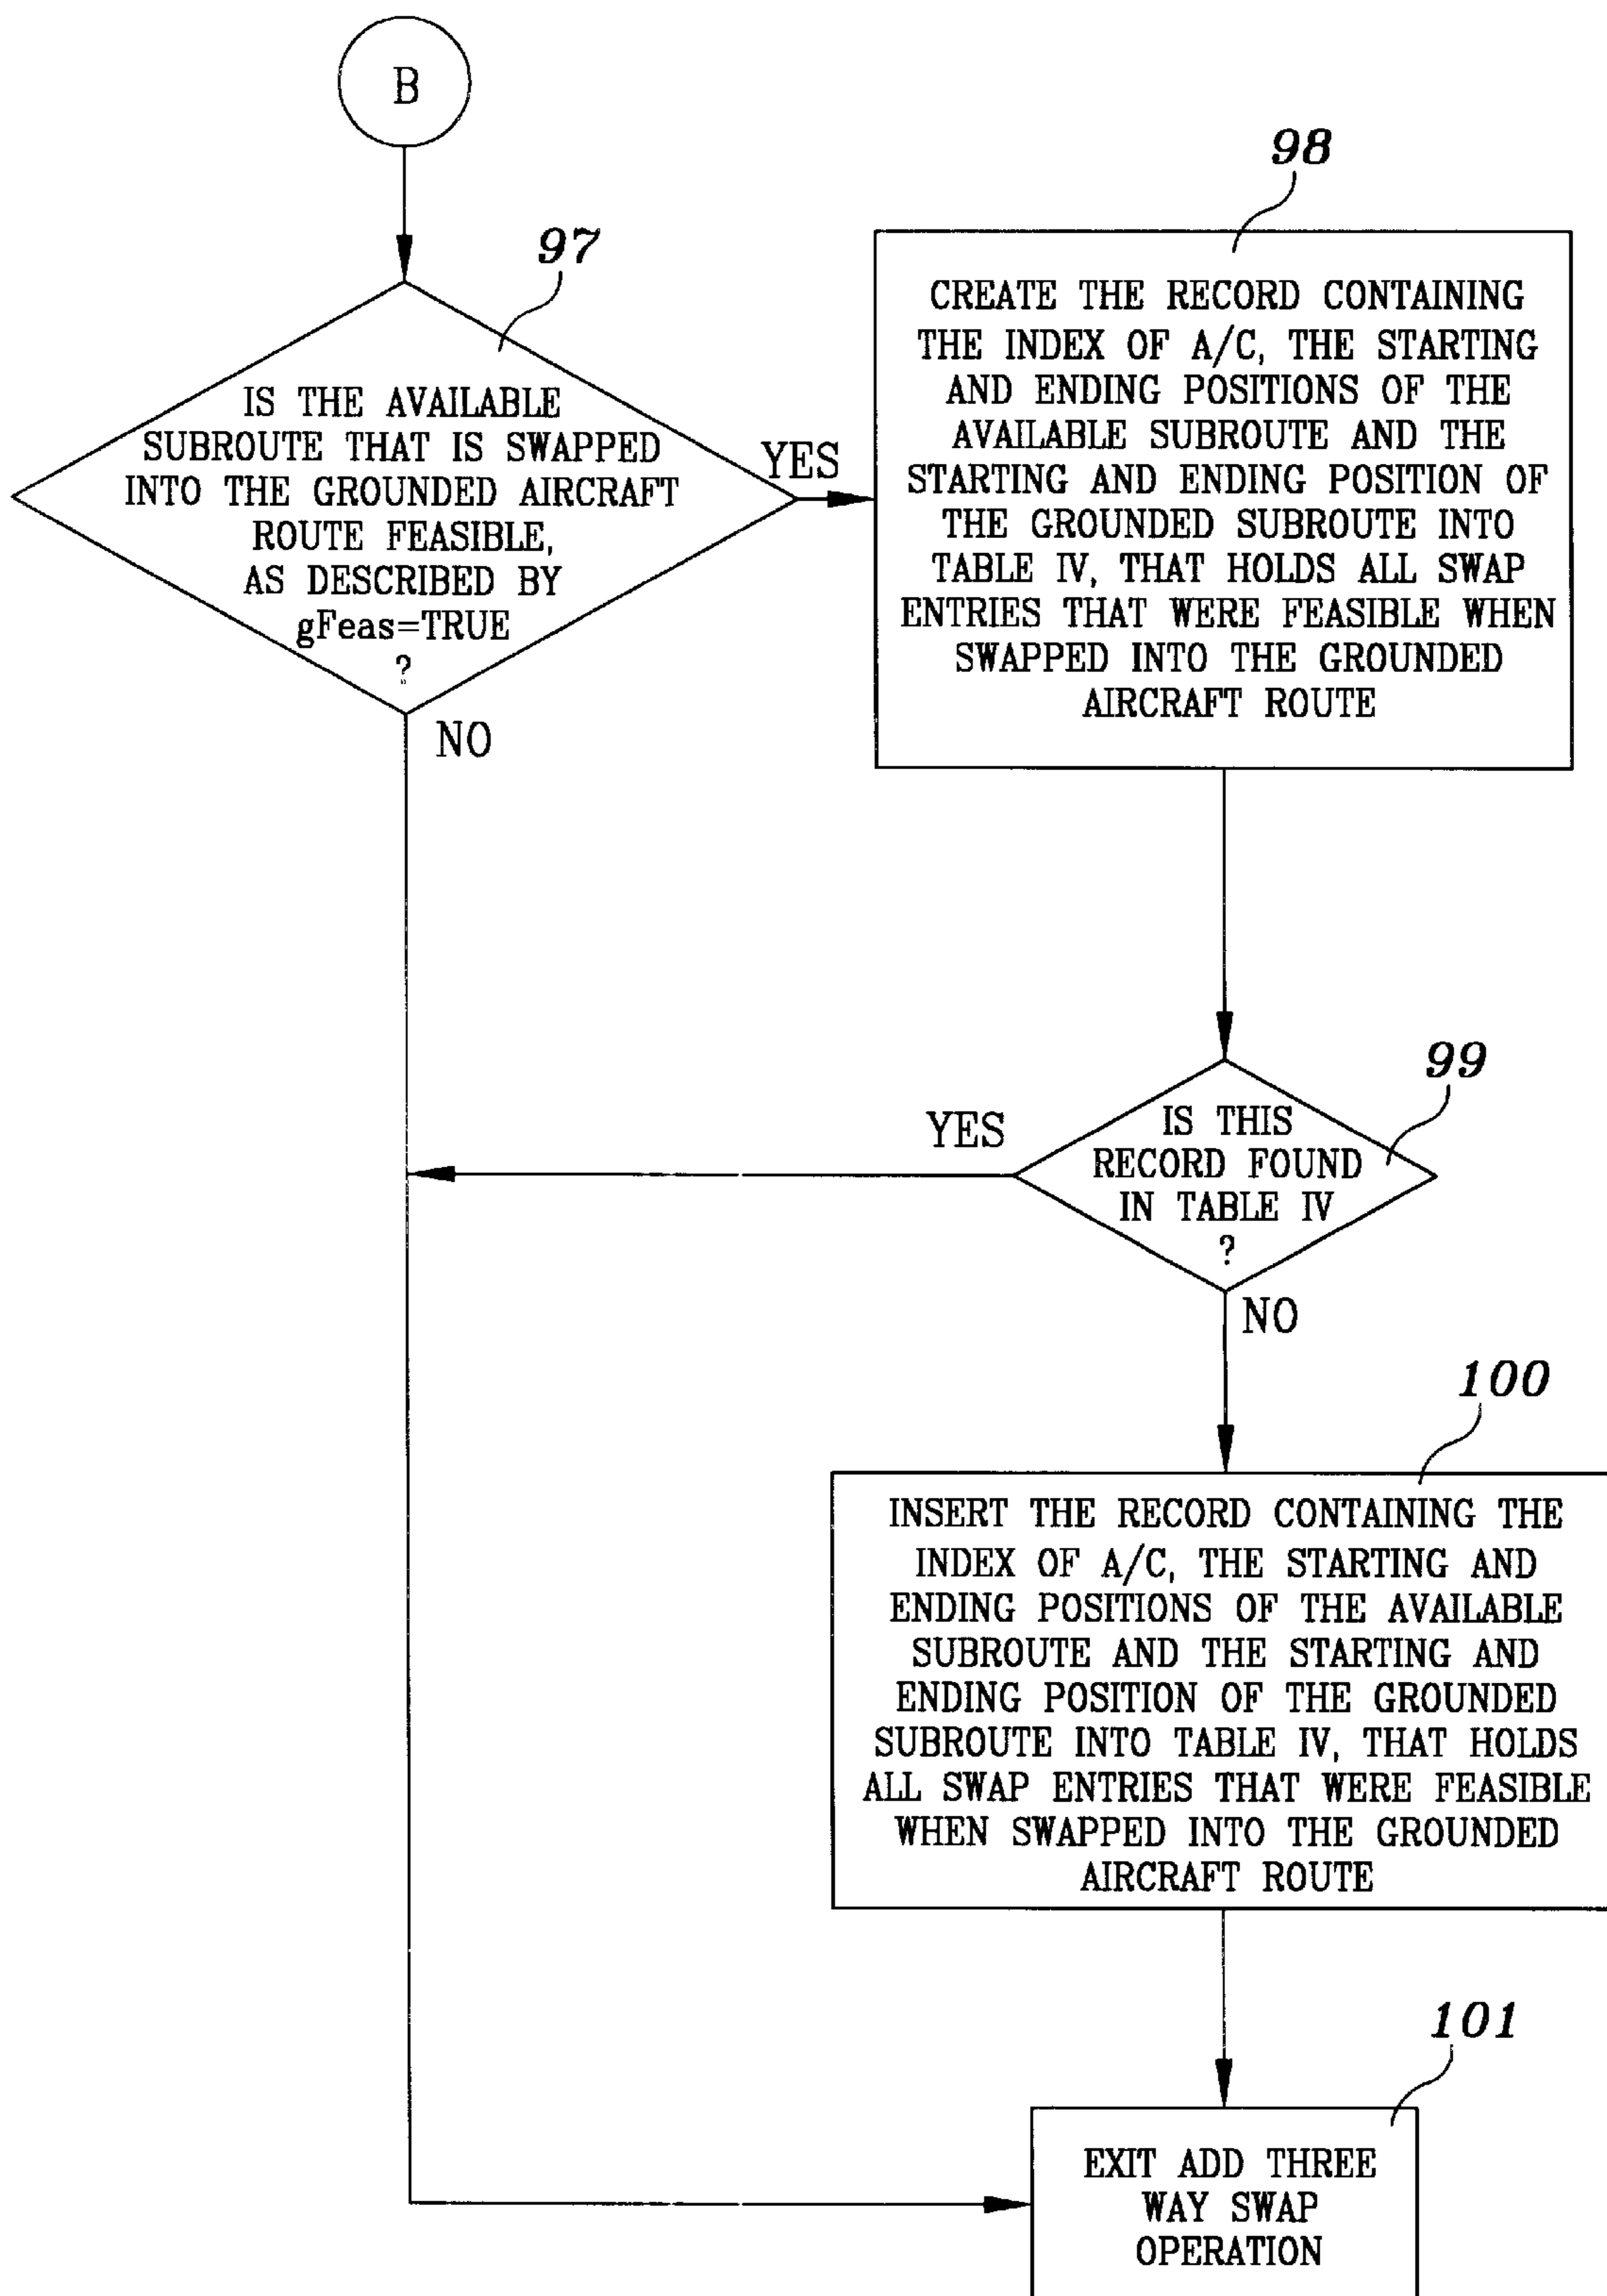 B
97
IS THE AVAILABLE
SUBROUTE THAT IS SWAPPED
INTO THE GROUNDED AIRCRAFT
ROUTE FEASIBLE,
AS DESCRIBED BY
gFeas=TRUE
?
YES
NO
98
CREATE THE RECORD CONTAINING
THE INDEX OF A/C, THE STARTING
AND ENDING POSITIONS OF THE
AVAILABLE SUBROUTE AND THE
STARTING AND ENDING POSITION OF
THE GROUNDED SUBROUTE INTO
TABLE IV, THAT HOLDS ALL SWAP
ENTRIES THAT WERE FEASIBLE WHEN
SWAPPED INTO THE GROUNDED
AIRCRAFT ROUTE
99
IS THIS
RECORD FOUND
IN TABLE IV
?
YES
NO
100
INSERT THE RECORD CONTAINING THE
INDEX OF A/C, THE STARTING AND
ENDING POSITIONS OF THE AVAILABLE
SUBROUTE AND THE STARTING AND
ENDING POSITION OF THE GROUNDED
SUBROUTE INTO TABLE IV, THAT HOLDS
ALL SWAP ENTRIES THAT WERE FEASIBLE
WHEN SWAPPED INTO THE GROUNDED
AIRCRAFT ROUTE
101
EXIT ADD THREE
WAY SWAP
OPERATION